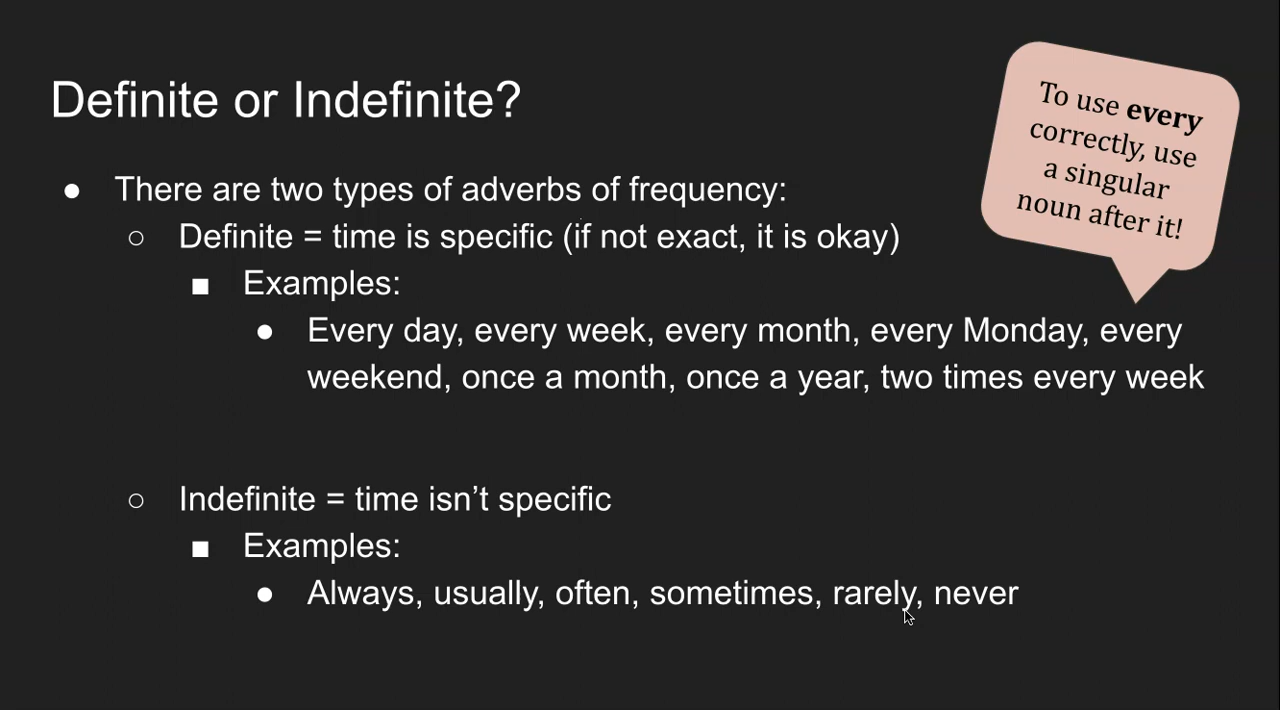 Definite or Indefinite?
To use every
correctly, use
a singular
noun after it!
● There are two types of adverbs of frequency:
○ Definite = time is specific (if not exact, it is okay)
■ Examples:
● Every day, every week, every month, every Monday, every
weekend, once a month, once a year, two times every week
○ Indefinite = time isn’t specific
■ Examples:
● Always, usually, often, sometimes, rarely, never